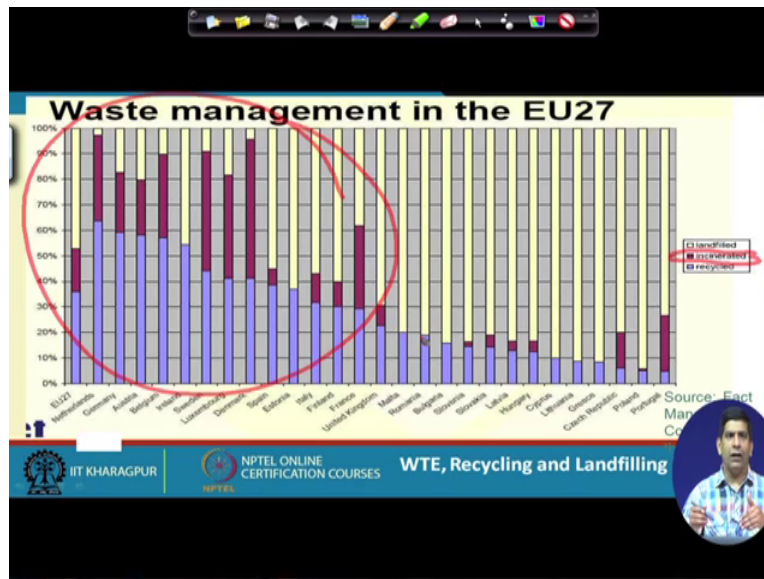 Waste management in the EU27
100%
90%
80%
70%
60%
50%
40%
30%
20%
10%
0%
landfilled
incinerated
recycled
EU27
Netherlands
Germany
Austria
Belgium
Ireland
Sweden
Luxembourg
Denmark
Spain
Estonia
Italy
Finland
France
United Kingdom
Malta
Romania
Bulgaria
Slovenia
Slovakia
Latvia
Hungary
Cyprus
Lithuania
Greece
Czech Republic
Poland
Portugal
Source: Fact
Man
Co
IIT KHARAGPUR
NPTEL
NPTEL ONLINE
CERTIFICATION COURSES
WTE, Recycling and Landfilling